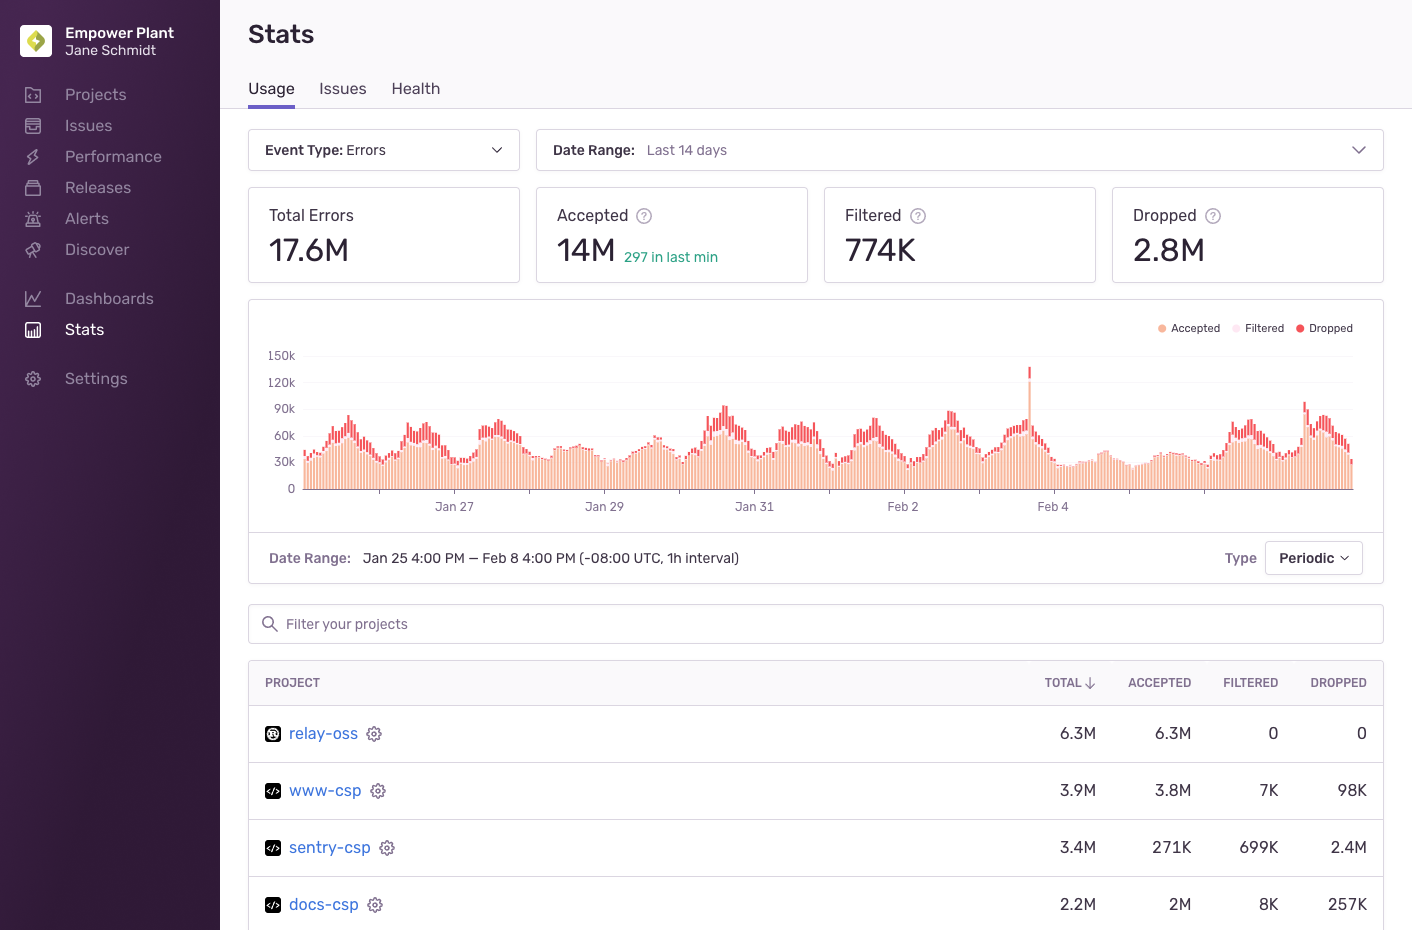 Empower Plant
Jane Schmidt
Projects
Issues
Performance
Releases
Alerts
Discover
Dashboards
Stats
Settings
Stats
Usage Issues Health
Event Type: Errors
Date Range: Last 14 days
Total Errors
17.6M
Accepted ?
14M 297 in last min
Filtered ?
774K
Dropped ?
2.8M
Accepted Filtered Dropped
150k
120k
90k
60k
30k
0
Jan 27 Jan 29 Jan 31 Feb 2 Feb 4
Date Range: Jan 25 4:00 PM — Feb 8 4:00 PM (-08:00 UTC, 1h interval)
Type Periodic
Filter your projects
PROJECT TOTAL ACCEPTED FILTERED DROPPED
relay-oss 6.3M 6.3M 0 0
www-csp 3.9M 3.8M 7K 98K
sentry-csp 3.4M 271K 699K 2.4M
docs-csp 2.2M 2M 8K 257K